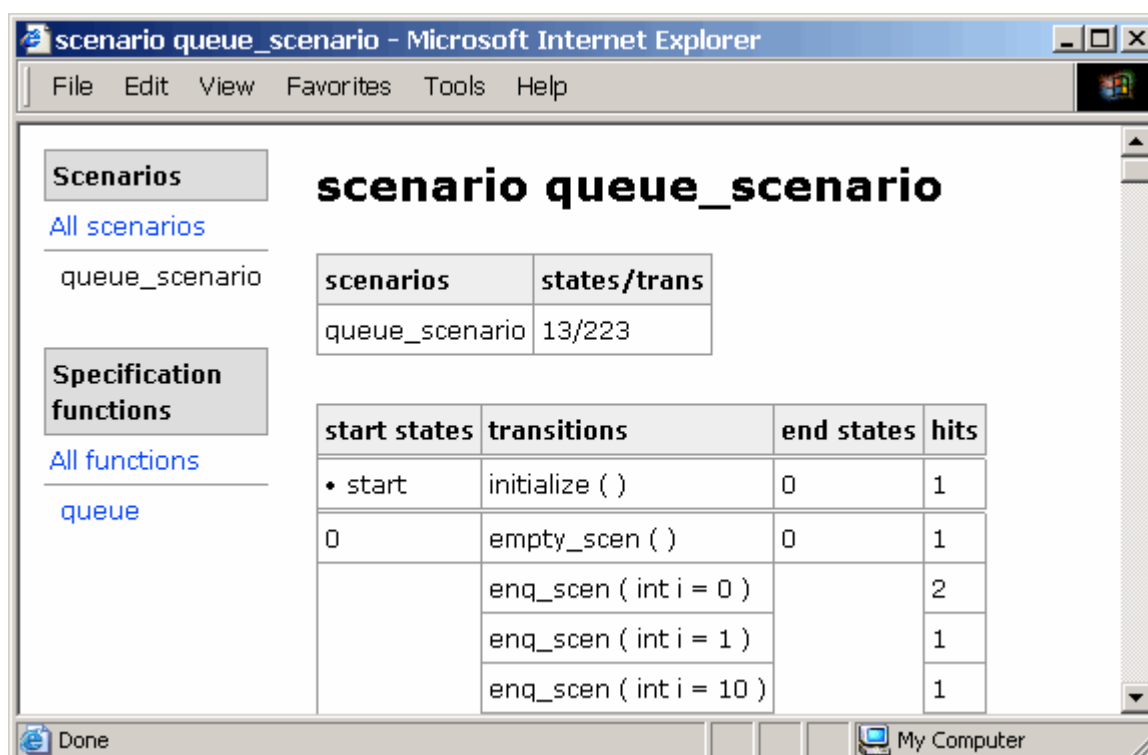 scenario queue_scenario - Microsoft Internet Explorer
File Edit View Favorites Tools Help
Scenarios
All scenarios
queue_scenario
Specification
functions
All functions
queue
scenario queue_scenario
scenarios states/trans
queue_scenario 13/223
start states transitions end states hits
• start initialize ( ) 0 1
0 empty_scen ( ) 0 1
enq_scen ( int i = 0 ) 2
enq_scen ( int i = 1 ) 1
enq_scen ( int i = 10 ) 1
Done My Computer